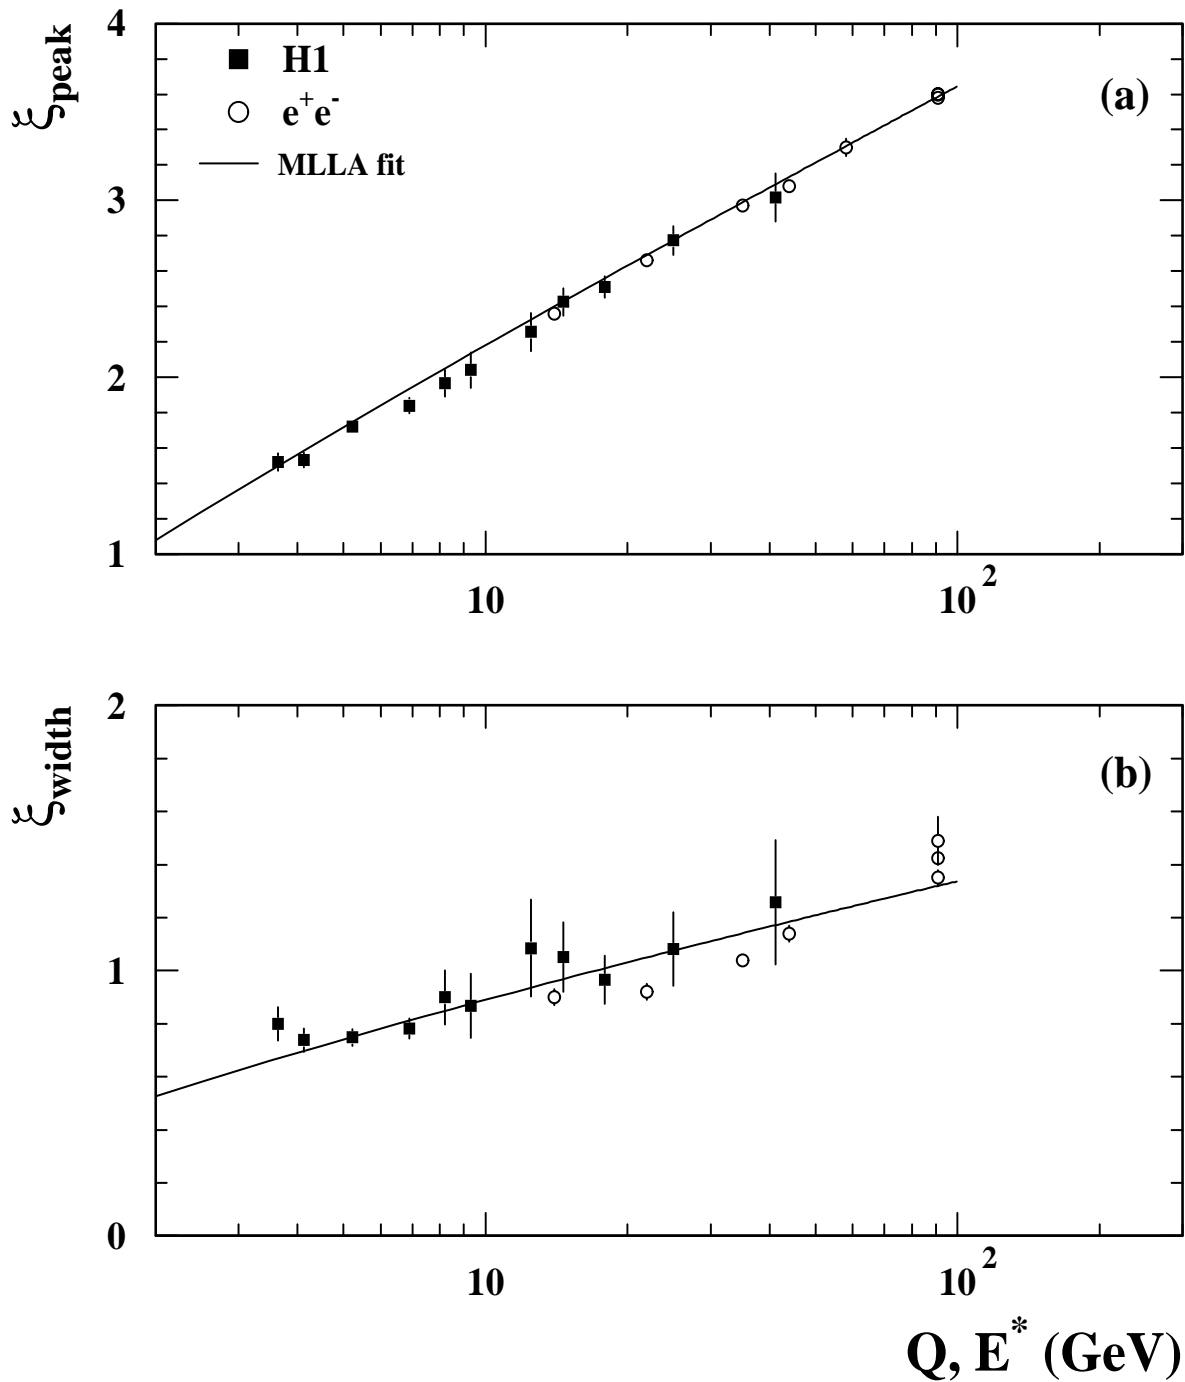 ξpeak
4
3
2
1
H1
e+e-
MLLA fit
(a)
10
10^2
ξwidth
2
1
0
(b)
10
10^2
Q, E* (GeV)